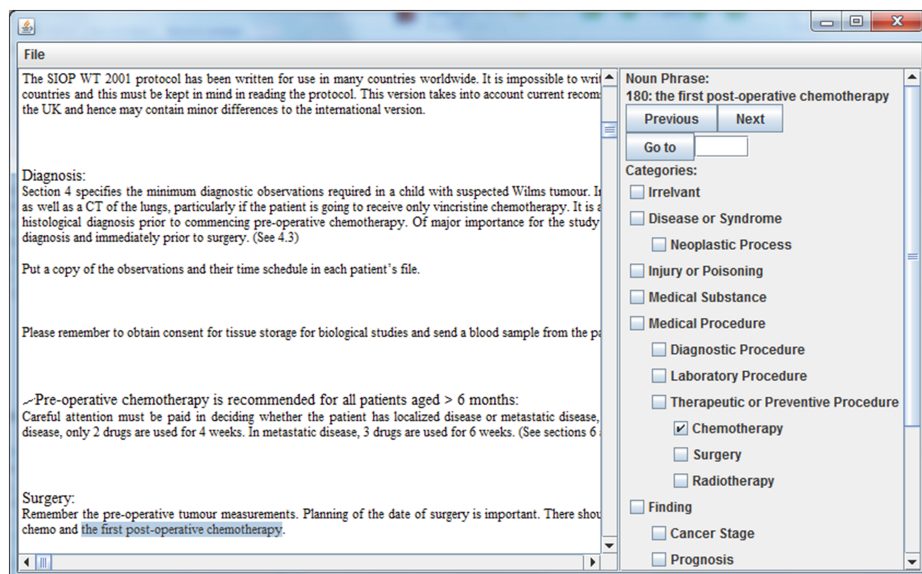 File
The SIOP WT 2001 protocol has been written for use in many countries worldwide. It is impossible to
countries and this must be kept in mind in reading the protocol. This version takes into account current
the UK and hence may contain minor differences to the international version.
Diagnosis:
Section 4 specifies the minimum diagnostic observations required in a child with suspected Wilms tumour.
as well as a CT of the lungs, particularly if the patient is going to receive only vincristine chemotherapy. It is
histological diagnosis prior to commencing pre-operative chemotherapy. Of major importance for the study
diagnosis and immediately prior to surgery. (See 4.3)
Put a copy of the observations and their time schedule in each patient's file.
Please remember to obtain consent for tissue storage for biological studies and send a blood sample from the
Pre-operative chemotherapy is recommended for all patients aged > 6 months:
Careful attention must be paid in deciding whether the patient has localized disease or metastatic disease,
disease, only 2 drugs are used for 4 weeks. In metastatic disease, 3 drugs are used for 6 weeks. (See sections 6
Surgery:
Remember the pre-operative tumour measurements. Planning of the date of surgery is important. There
chemo and the first post-operative chemotherapy.
Noun Phrase:
180: the first post-operative chemotherapy
Previous Next
Go to
Categories:
Irrelvant
Disease or Syndrome
Neoplastic Process
Injury or Poisoning
Medical Substance
Medical Procedure
Diagnostic Procedure
Laboratory Procedure
Therapeutic or Preventive Procedure
Chemotherapy
Surgery
Radiotherapy
Finding
Cancer Stage
Prognosis